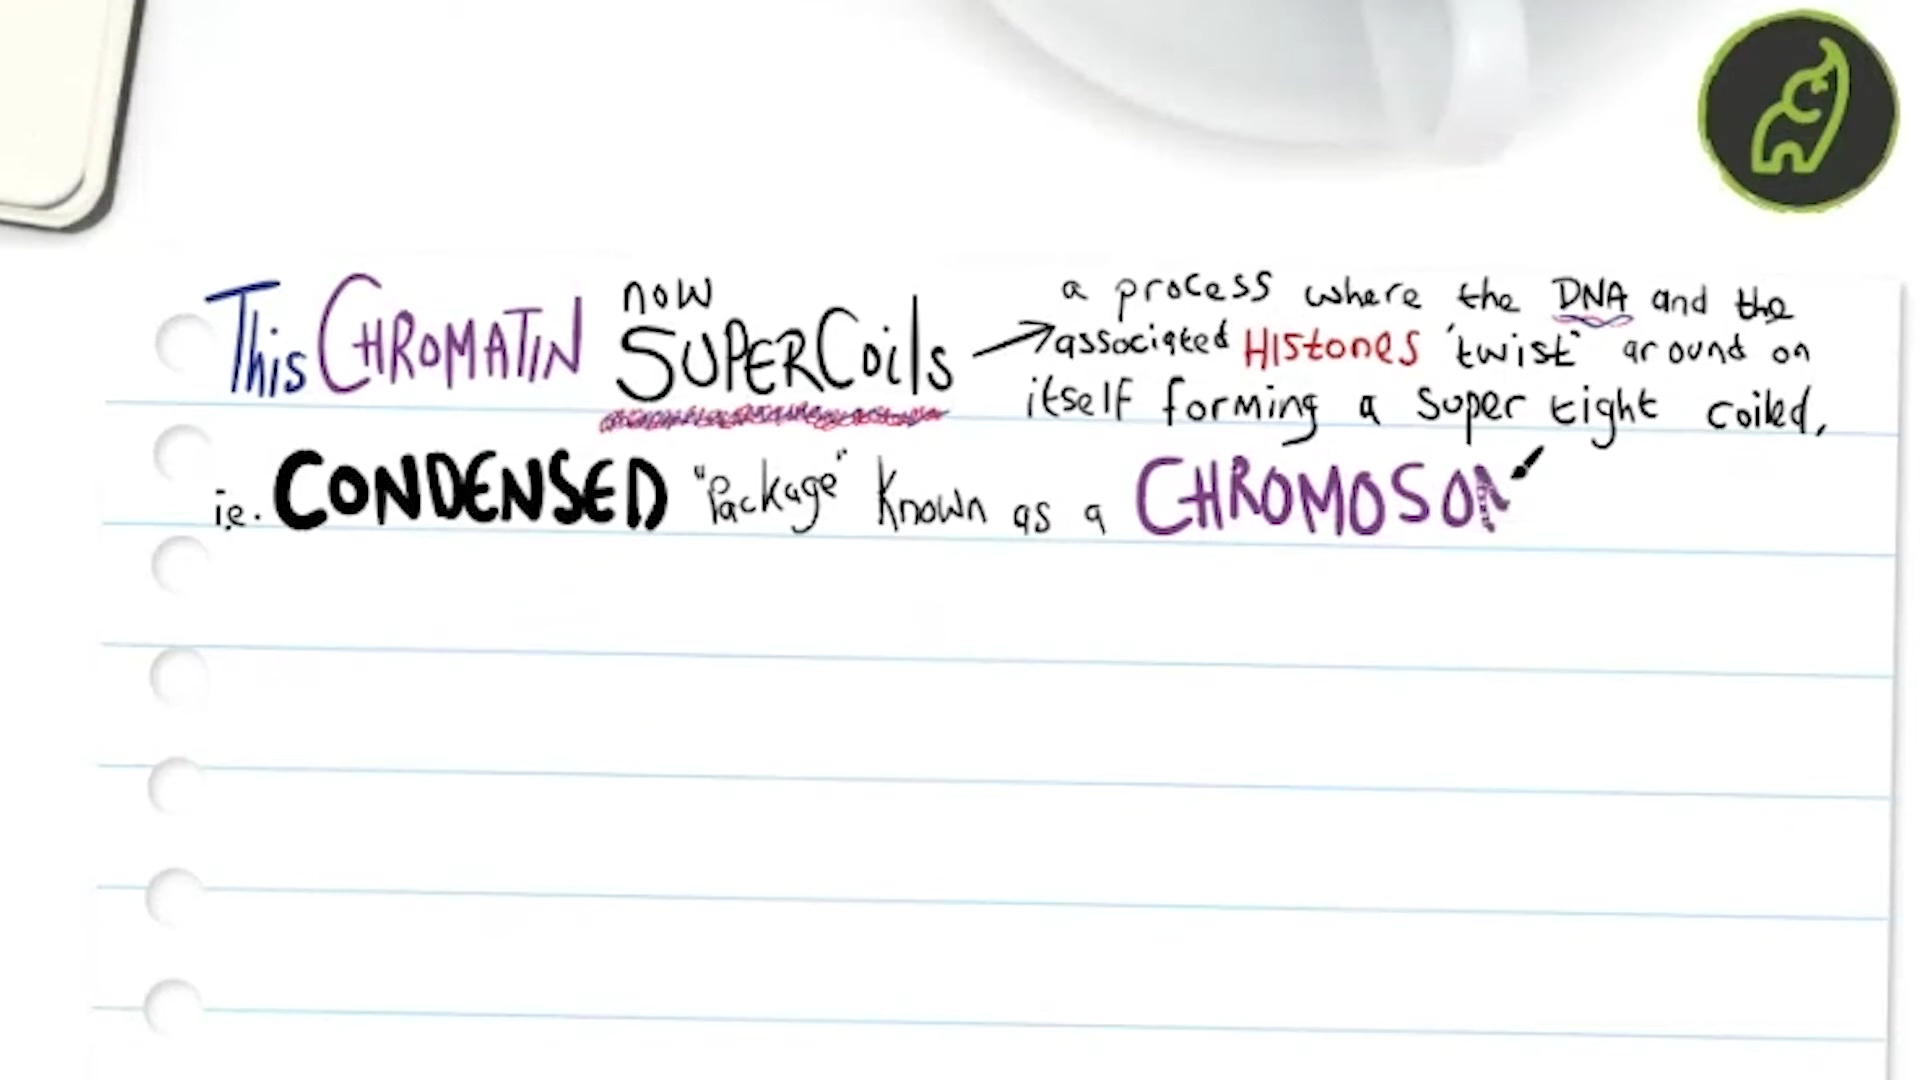 This CHROMATIN now SUPERCoils → a process where the DNA and the
associated HIStones 'twist" around on
itself forming a super tight coiled,
i.e. CONDENSED "Package" known as a CHROMOSOM